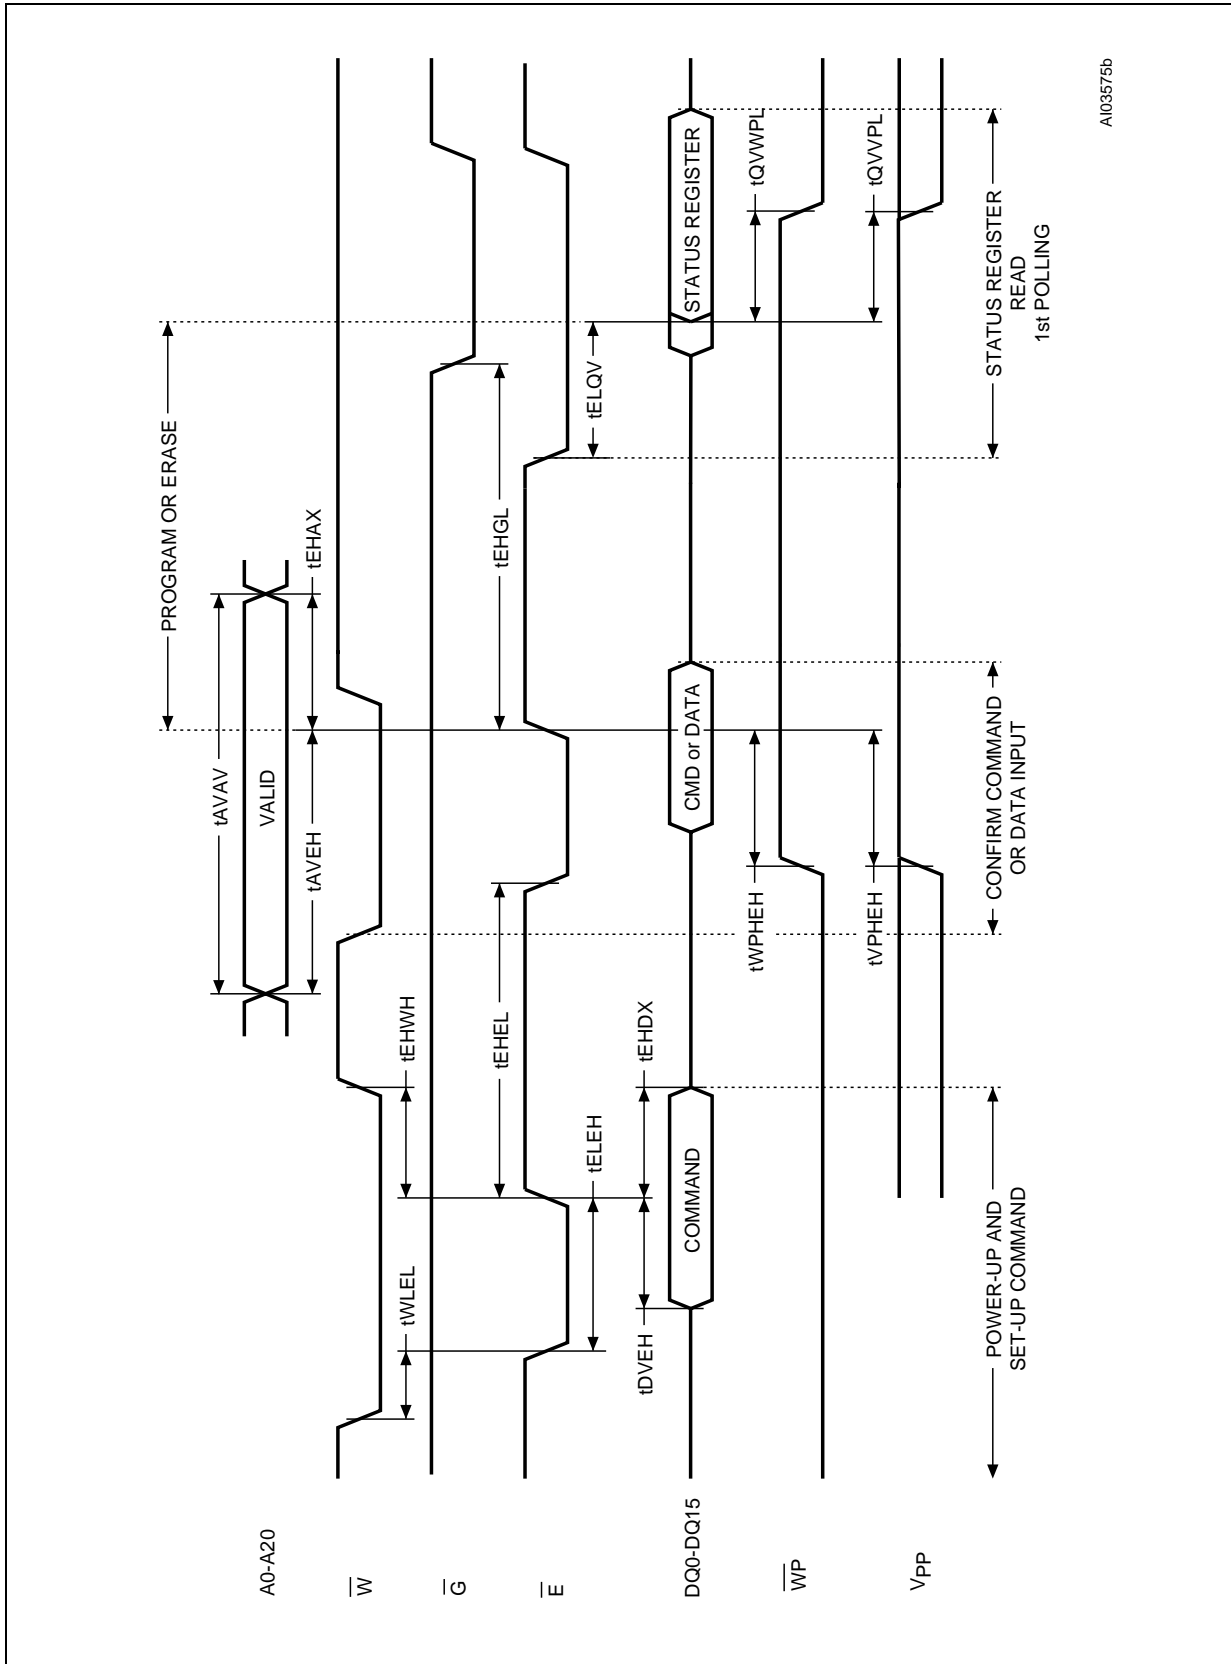 A0-A20
tAVAV
VALID
tAVEH
tEHAX
PROGRAM OR ERASE
W
tWLEL
tEHWH
G
tEHEL
tEHGL
E
tELEH
tELQV
tDVEH
tEHDX
DQ0-DQ15
COMMAND
CMD or DATA
STATUS REGISTER
WP
tWPHEH
tQVWPL
VPP
tVPHEH
tQVVPL
POWER-UP AND
SET-UP COMMAND
CONFIRM COMMAND
OR DATA INPUT
STATUS REGISTER
READ
1st POLLING
AI03575b